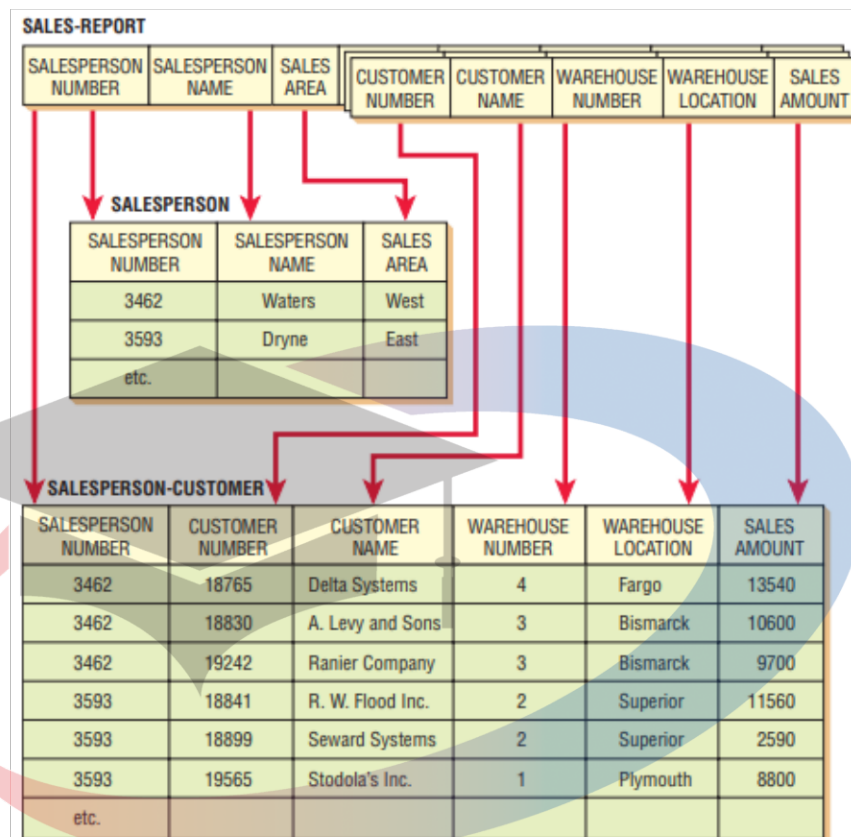 SALES-REPORT
SALESPERSON NUMBER SALESPERSON NAME SALES AREA CUSTOMER NUMBER CUSTOMER NAME WAREHOUSE NUMBER WAREHOUSE LOCATION SALES AMOUNT
SALESPERSON
SALESPERSON NUMBER SALESPERSON NAME SALES AREA
3462 Waters West
3593 Dryne East
etc.
SALESPERSON-CUSTOMER
SALESPERSON NUMBER CUSTOMER NUMBER CUSTOMER NAME WAREHOUSE NUMBER WAREHOUSE LOCATION SALES AMOUNT
3462 18765 Delta Systems 4 Fargo 13540
3462 18830 A. Levy and Sons 3 Bismarck 10600
3462 19242 Ranier Company 3 Bismarck 9700
3593 18841 R. W. Flood Inc. 2 Superior 11560
3593 18899 Seward Systems 2 Superior 2590
3593 19565 Stodola's Inc. 1 Plymouth 8800
etc.